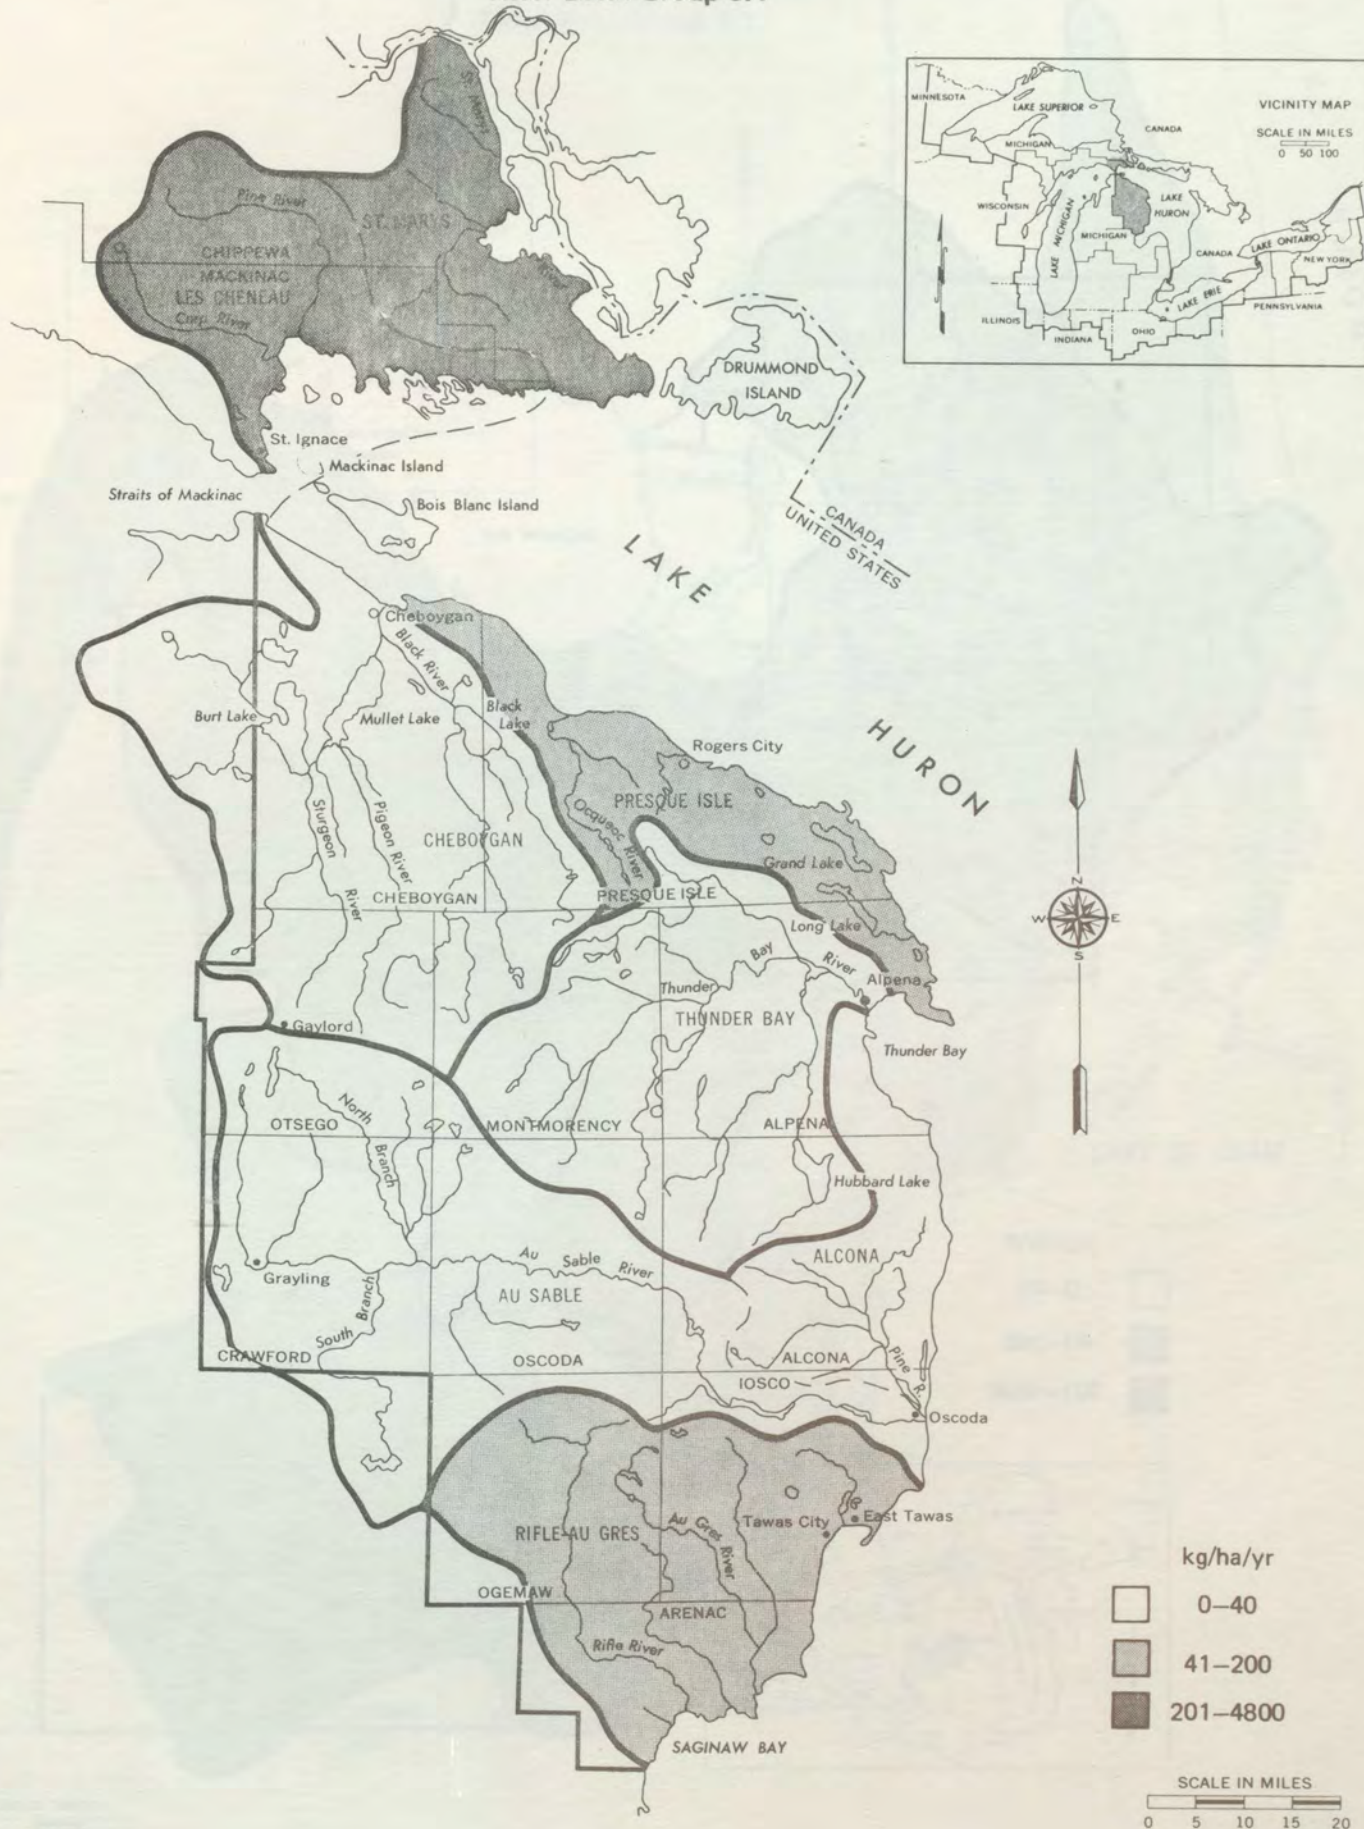 MINNESOTA
LAKE SUPERIOR
CANADA
MICHIGAN
WISCONSIN
LAKE MICHIGAN
MICHIGAN
LAKE
HURON
CANADA
LAKE ONTARIO
NEW YORK
LAKE ERIE
PENNSYLVANIA
ILLINOIS
INDIANA
OHIO
VICINITY MAP
SCALE IN MILES
0 50 100
St. Marys
River
Pine River
ST. MARYS
CHIPPEWA
MACKINAC
LES CHENEAU
Carp River
DRUMMOND
ISLAND
St. Ignace
Mackinac Island
Straits of Mackinac
Bois Blanc Island
CANADA
UNITED STATES
LAKE
HURON
Cheboygan
Black River
Burt Lake
Mullet Lake
Black
Lake
Rogers City
PRESQUE ISLE
Ocqueoc River
Sturgeon
River
Pigeon River
CHEBOYGAN
Grand Lake
CHEBOYGAN
PRESQUE ISLE
Long Lake
Thunder Bay River
Alpena
Gaylord
THUNDER BAY
Thunder Bay
N
W E
S
OTSEGO
North
Branch
MONTMORENCY
ALPENA
Hubbard Lake
Au Sable River
ALCONA
Grayling
AU SABLE
South Branch
CRAWFORD
OSCODA
ALCONA
Pine
IOSCO
Oscoda
RIFLE-AU GRES
Au Gres River
Tawas City
East Tawas
OGEMAW
ARENAC
Rifle River
SAGINAW BAY
kg/ha/yr
0–40
41–200
201–4800
SCALE IN MILES
0 5 10 15 20